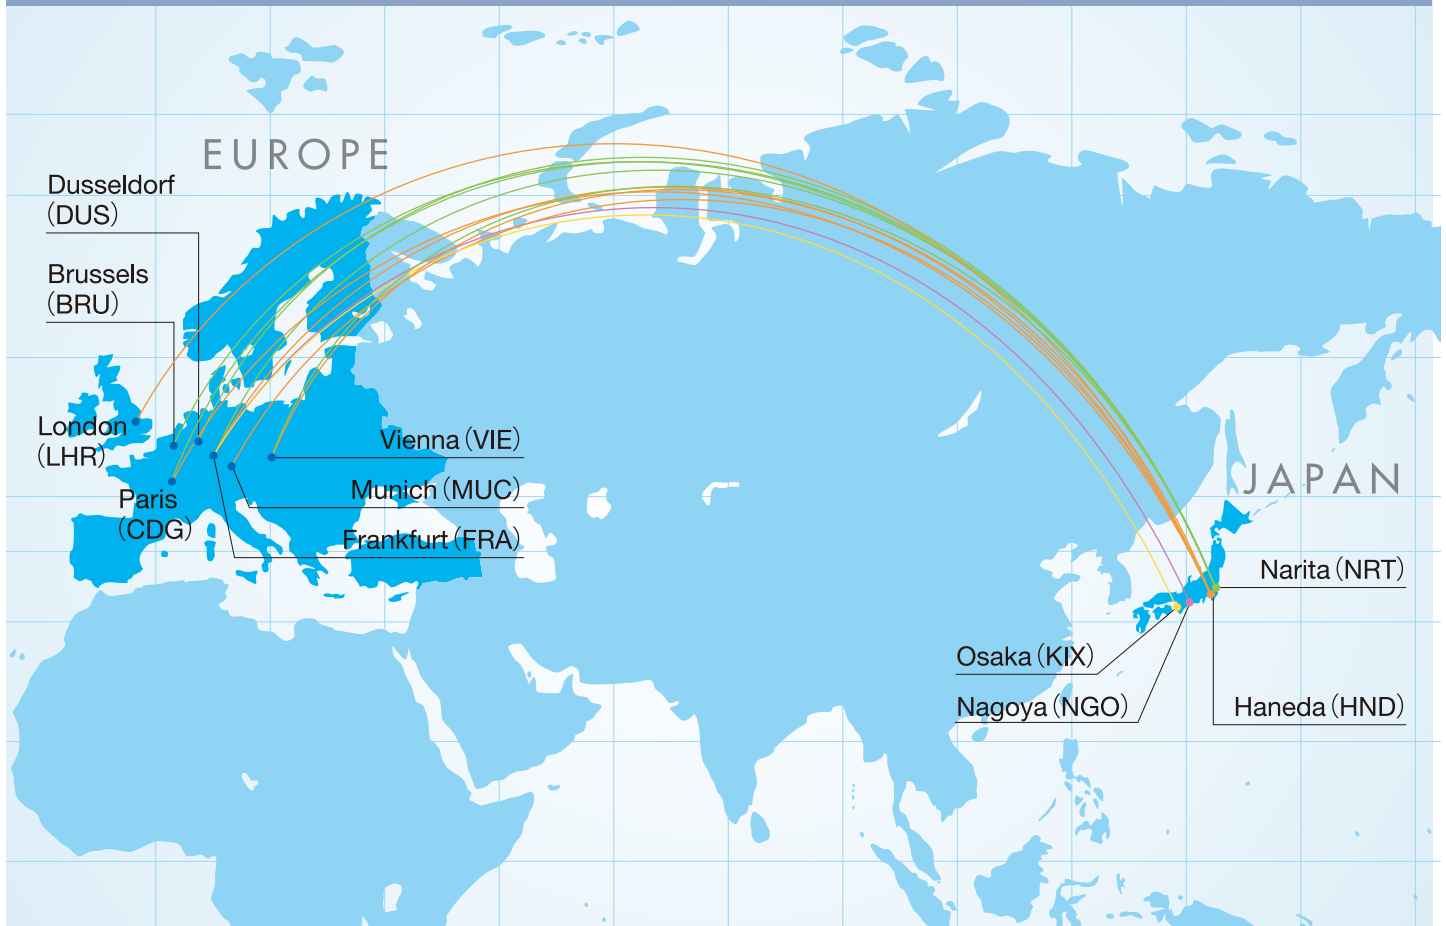 EUROPE
Dusseldorf
(DUS)
Brussels
(BRU)
London
(LHR)
Paris
(CDG)
Vienna (VIE)
Munich (MUC)
Frankfurt (FRA)
JAPAN
Narita (NRT)
Osaka (KIX)
Nagoya (NGO)
Haneda (HND)